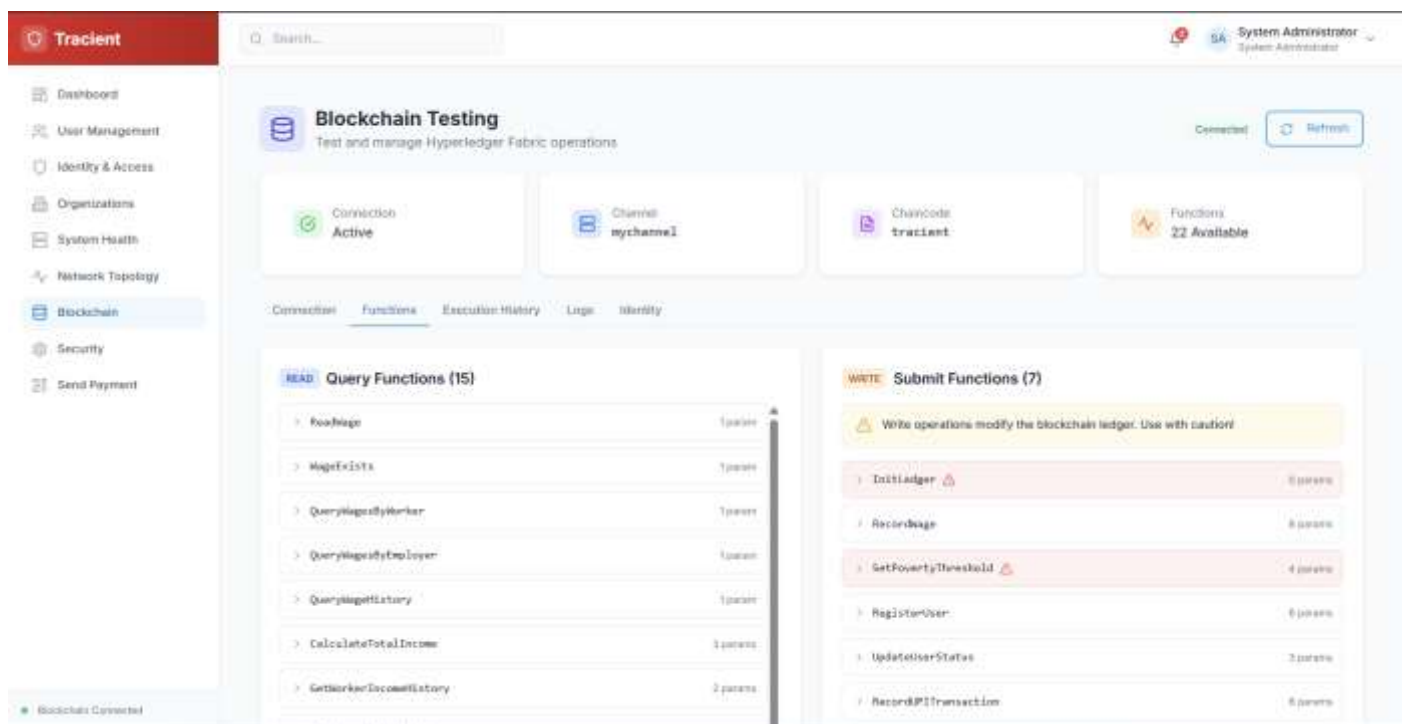 Tracient
Search...
2
SA
System Administrator
System Administrator
Dashboard
User Management
Identity & Access
Organizations
System Health
Network Topology
Blockchain
Security
Send Payment
Blockchain Connected
Blockchain Testing
Test and manage Hyperledger Fabric operations
Connected
Refresh
Connection
Active
Channel
mychannel
Chaincode
tracient
Functions
22 Available
Connection Functions Execution History Logs Identity
READ Query Functions (15)
ReadWage 1 param
WageExists 1 param
QueryWagesByWorker 1 param
QueryWagesByEmployer 1 param
QueryWageHistory 1 param
CalculateTotalIncome 3 params
GetWorkerIncomeHistory 2 params
WRITE Submit Functions (7)
Write operations modify the blockchain ledger. Use with caution!
InitLedger 0 params
RecordWage 8 params
GetPovertyThreshold 4 params
RegisterUser params
UpdateUserStatus 3 params
RecordUPITransaction params